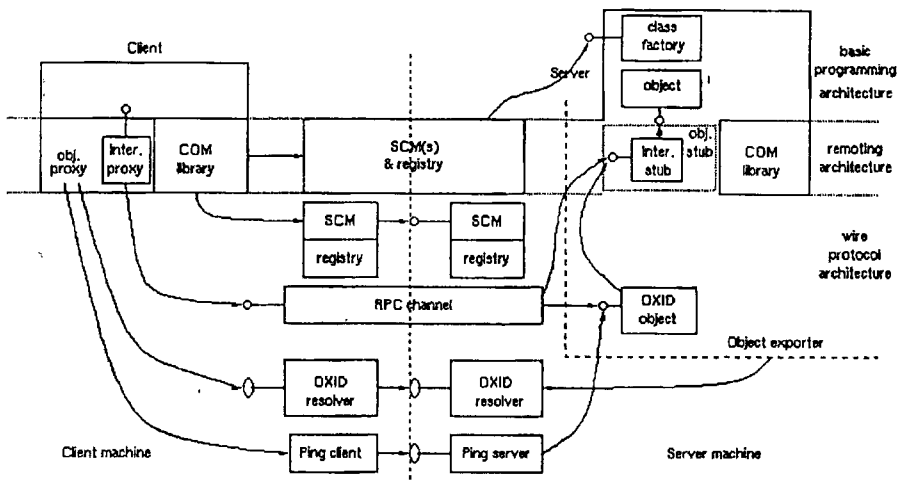 Client
class
factory
Server
object
basic
programming
architecture
obj.
proxy
Inter.
proxy
COM
library
SCM(s)
& registry
obj.
stub
Inter.
stub
COM
library
remoting
architecture
SCM
registry
SCM
registry
wire
protocol
architecture
RPC channel
OXID
object
Object exporter
OXID
resolver
OXID
resolver
Client machine
Ping client
Ping server
Server machine